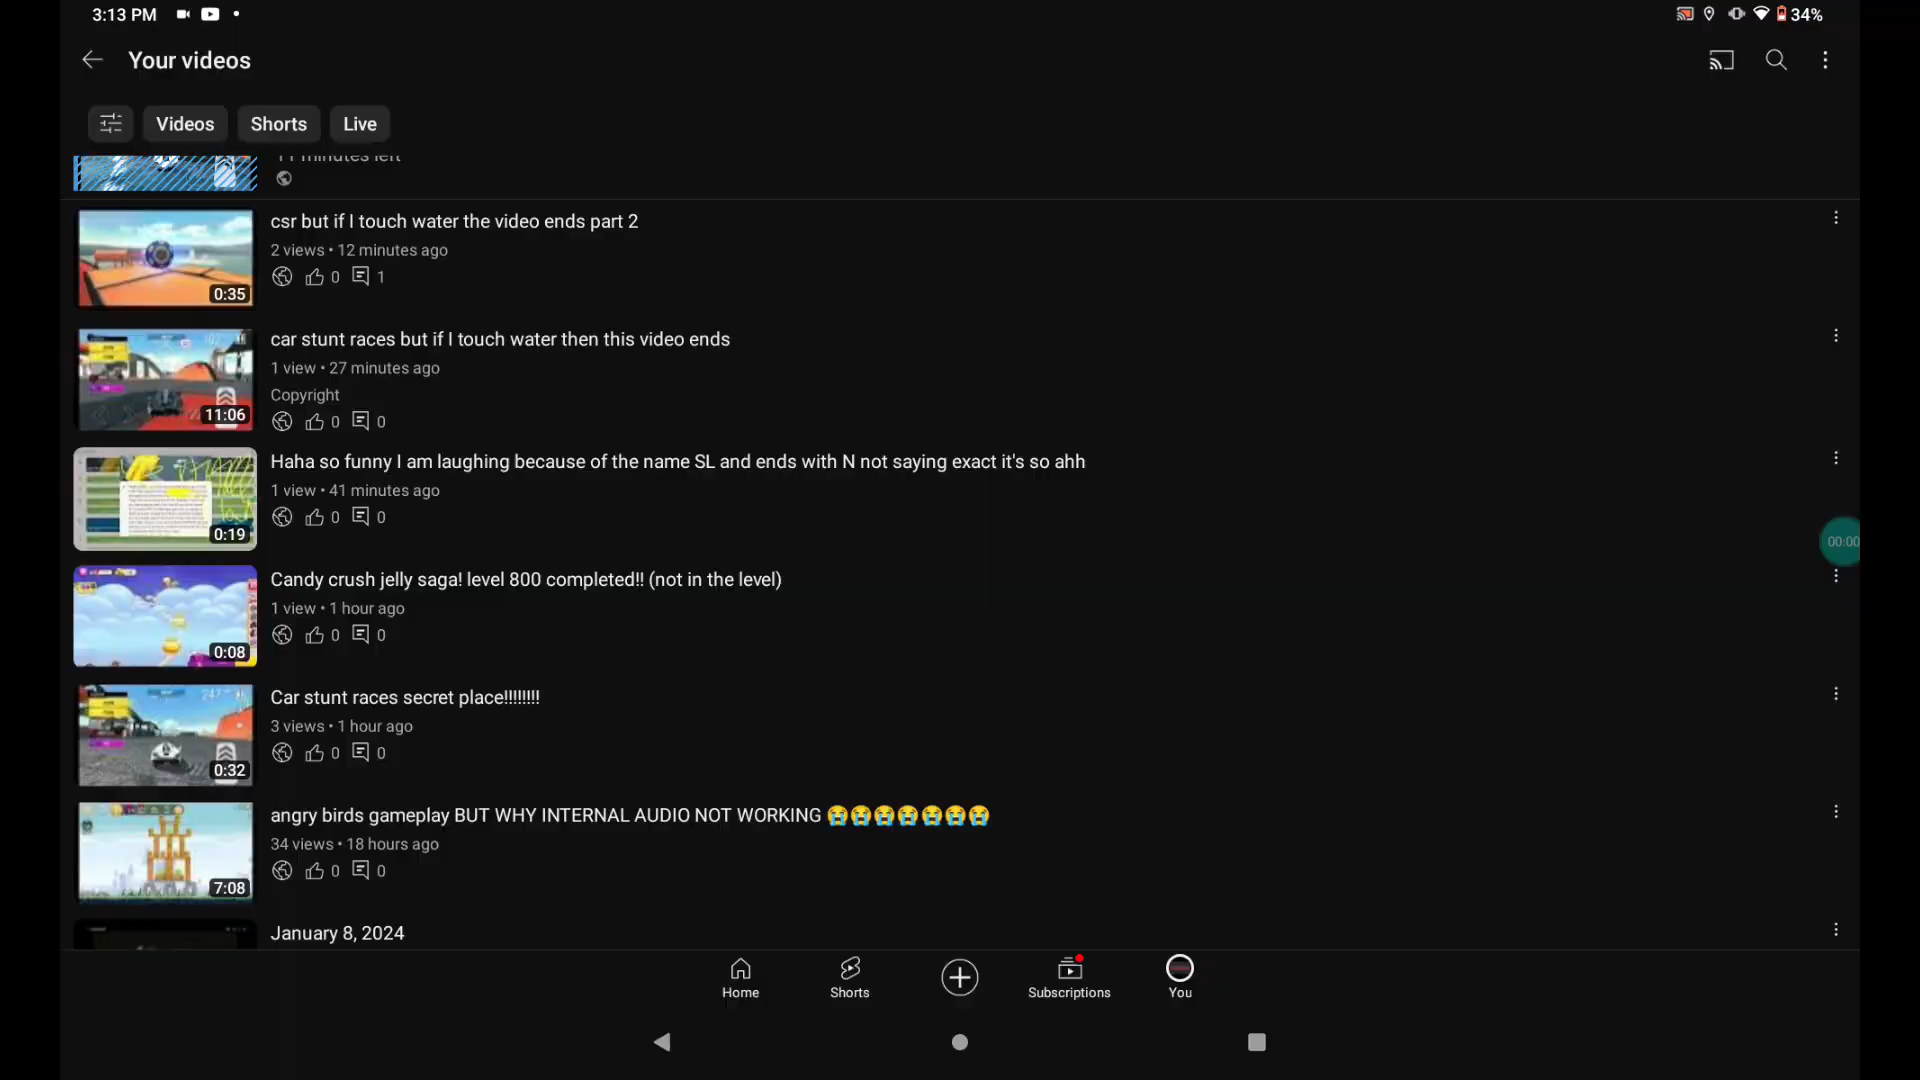 3:13 PM
34%
Your videos
Videos
Shorts
Live
11 minutes left
csr but if I touch water the video ends part 2
2 views • 12 minutes ago
0
1
0:35
car stunt races but if I touch water then this video ends
1 view • 27 minutes ago
Copyright
0
0
11:06
Haha so funny I am laughing because of the name SL and ends with N not saying exact it's so ahh
1 view • 41 minutes ago
0
0
0:19
00:00
Candy crush jelly saga! level 800 completed!! (not in the level)
1 view • 1 hour ago
0
0
0:08
Car stunt races secret place!!!!!!!!
3 views • 1 hour ago
0
0
0:32
angry birds gameplay BUT WHY INTERNAL AUDIO NOT WORKING 😭😭😭😭😭😭😭
34 views • 18 hours ago
0
0
7:08
January 8, 2024
Home
Shorts
Subscriptions
You